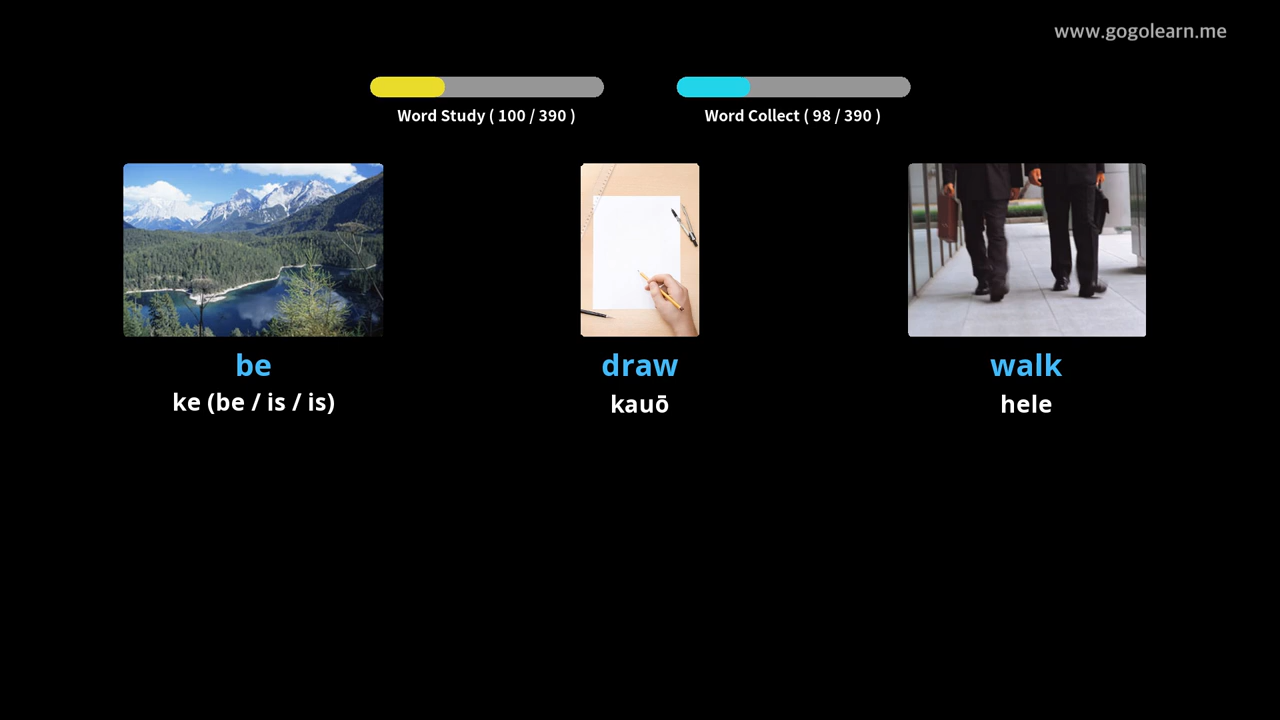 www.gogolearn.me
Word Study ( 100 / 390 )
Word Collect ( 98 / 390 )
be
ke (be / is / is)
draw
kauō
walk
hele